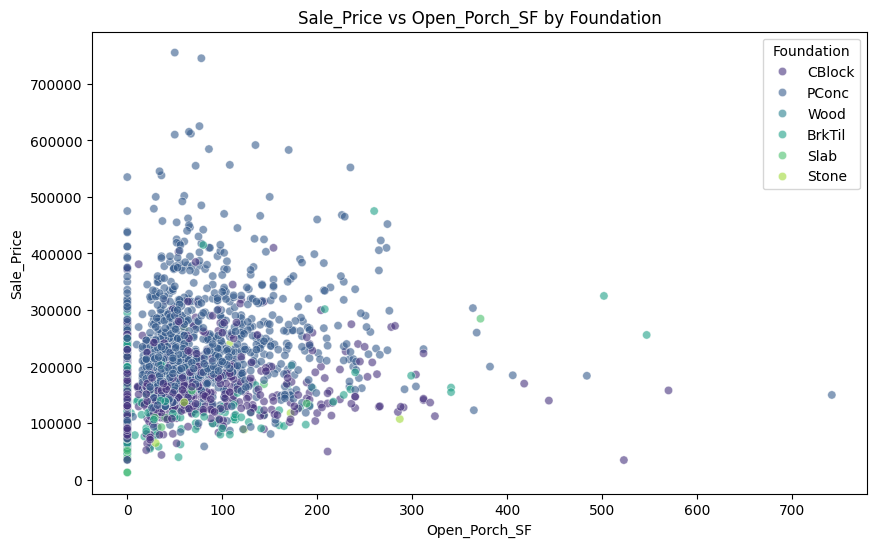 Sale_Price vs Open_Porch_SF by Foundation
Foundation
CBlock
PConc
Wood
BrkTil
Slab
Stone
Sale_Price
700000
600000
500000
400000
300000
200000
100000
0
0 100 200 300 400 500 600 700
Open_Porch_SF